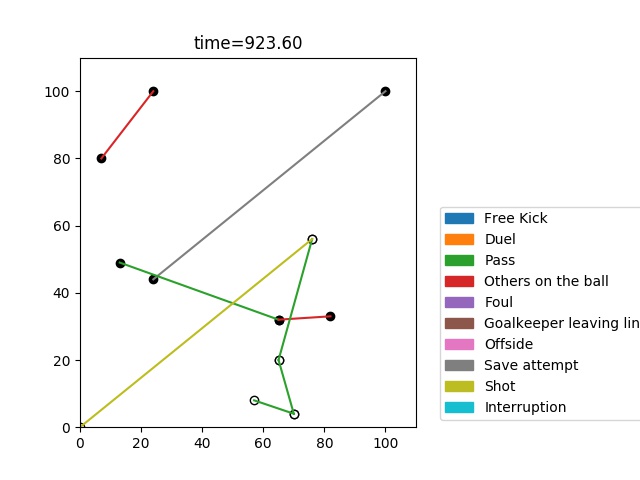 time=923.60
100
80
60
40
20
0
0 20 40 60 80 100
Free Kick
Duel
Pass
Others on the ball
Foul
Goalkeeper leaving lin
Offside
Save attempt
Shot
Interruption